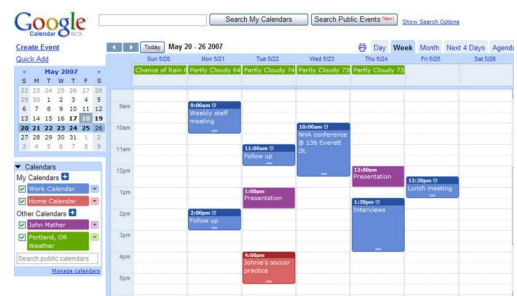 Google
Calendar BETA
Search My Calendars
Search Public Events New!
Show Search Options
Create Event
Quick Add
Today
May 20 - 26 2007
Day
Week
Month
Next 4 Days
Agenda
« May 2007 »
S M T W T F S
22 23 24 25 26 27 28
29 30 1 2 3 4 5
6 7 8 9 10 11 12
13 14 15 16 17 18 19
20 21 22 23 24 25 26
27 28 29 30 31 1 2
3 4 5 6 7 8 9
Sun 5/20 Mon 5/21 Tue 5/22 Wed 5/23 Thu 5/24 Fri 5/25 Sat 5/26
Chance of Rain
Partly Cloudy 64
Partly Cloudy 74
Partly Cloudy 73
Partly Cloudy 73
9am
10am
11am
12pm
1pm
2pm
3pm
4pm
5pm
9:00am
Weekly staff
meeting
2:00pm
Follow up
11:00am
Follow up
1:00pm
Presentation
4:00pm
Johnie's soccer
practice
10:00am
NHA conference
@ 136 Everett
St.
12:00pm
Presentation
1:30pm
Interviews
12:30pm
Lunch meeting
Calendars
My Calendars
Work Calendar
Home Calendar
Other Calendars
John Mather
Portland, OR
Weather
Search public calendars
Manage calendars